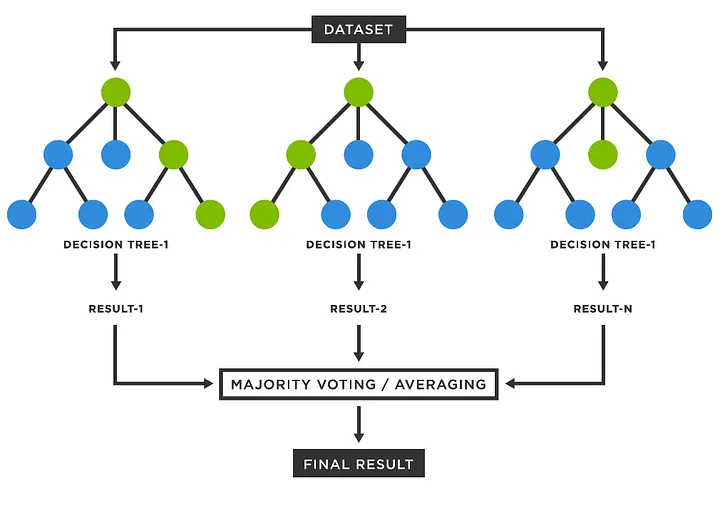 DATASET
DECISION TREE-1
DECISION TREE-1
DECISION TREE-1
RESULT-1
RESULT-2
RESULT-N
MAJORITY VOTING / AVERAGING
FINAL RESULT